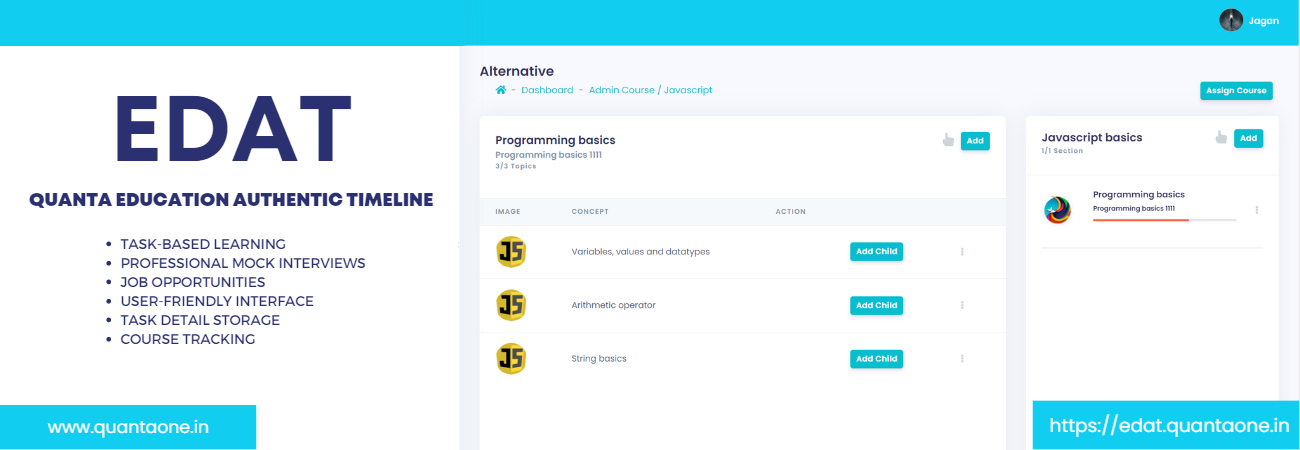 Jagan
EDAT
QUANTA EDUCATION AUTHENTIC TIMELINE
• TASK-BASED LEARNING
• PROFESSIONAL MOCK INTERVIEWS
• JOB OPPORTUNITIES
• USER-FRIENDLY INTERFACE
• TASK DETAIL STORAGE
• COURSE TRACKING
www.quantaone.in
Alternative
- Dashboard - Admin Course / Javascript
Assign Course
Programming basics
Programming basics 1111
3/3 Topics
Add
IMAGE CONCEPT ACTION
JS Variables, values and datatypes Add Child
JS Arithmetic operator Add Child
JS String basics Add Child
Javascript basics
1/1 Section
Add
Programming basics
Programming basics 1111
https://edat.quantaone.in